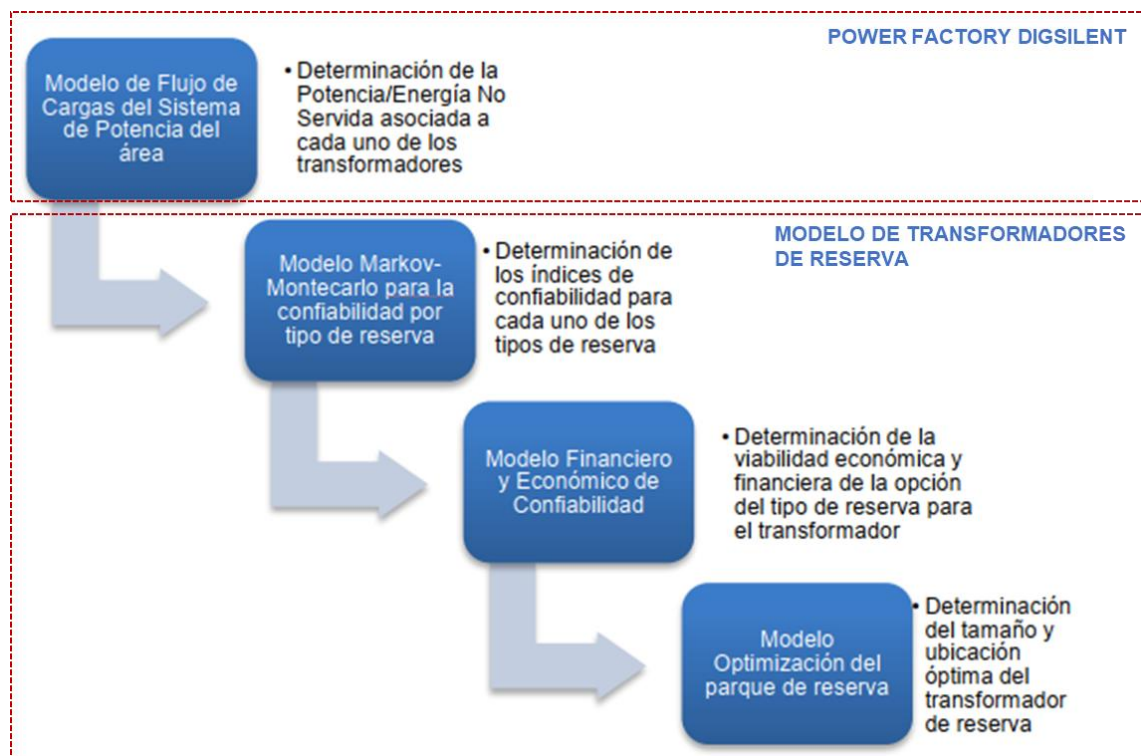 POWER FACTORY DIGSILENT
Modelo de Flujo de
Cargas del Sistema
de Potencia del
área
• Determinación de la
Potencia/Energía No
Servida asociada a
cada uno de los
transformadores
MODELO DE TRANSFORMADORES
DE RESERVA
Modelo Markov-
Montecarlo para la
confiabilidad por
tipo de reserva
• Determinación de
los índices de
confiabilidad para
cada uno de los
tipos de reserva
Modelo Financiero
y Económico de
Confiabilidad
• Determinación de la
viabilidad económica y
financiera de la opción
del tipo de reserva para
el transformador
Modelo
Optimización del
parque de reserva
• Determinación
del tamaño y
ubicación
óptima del
transformador
de reserva